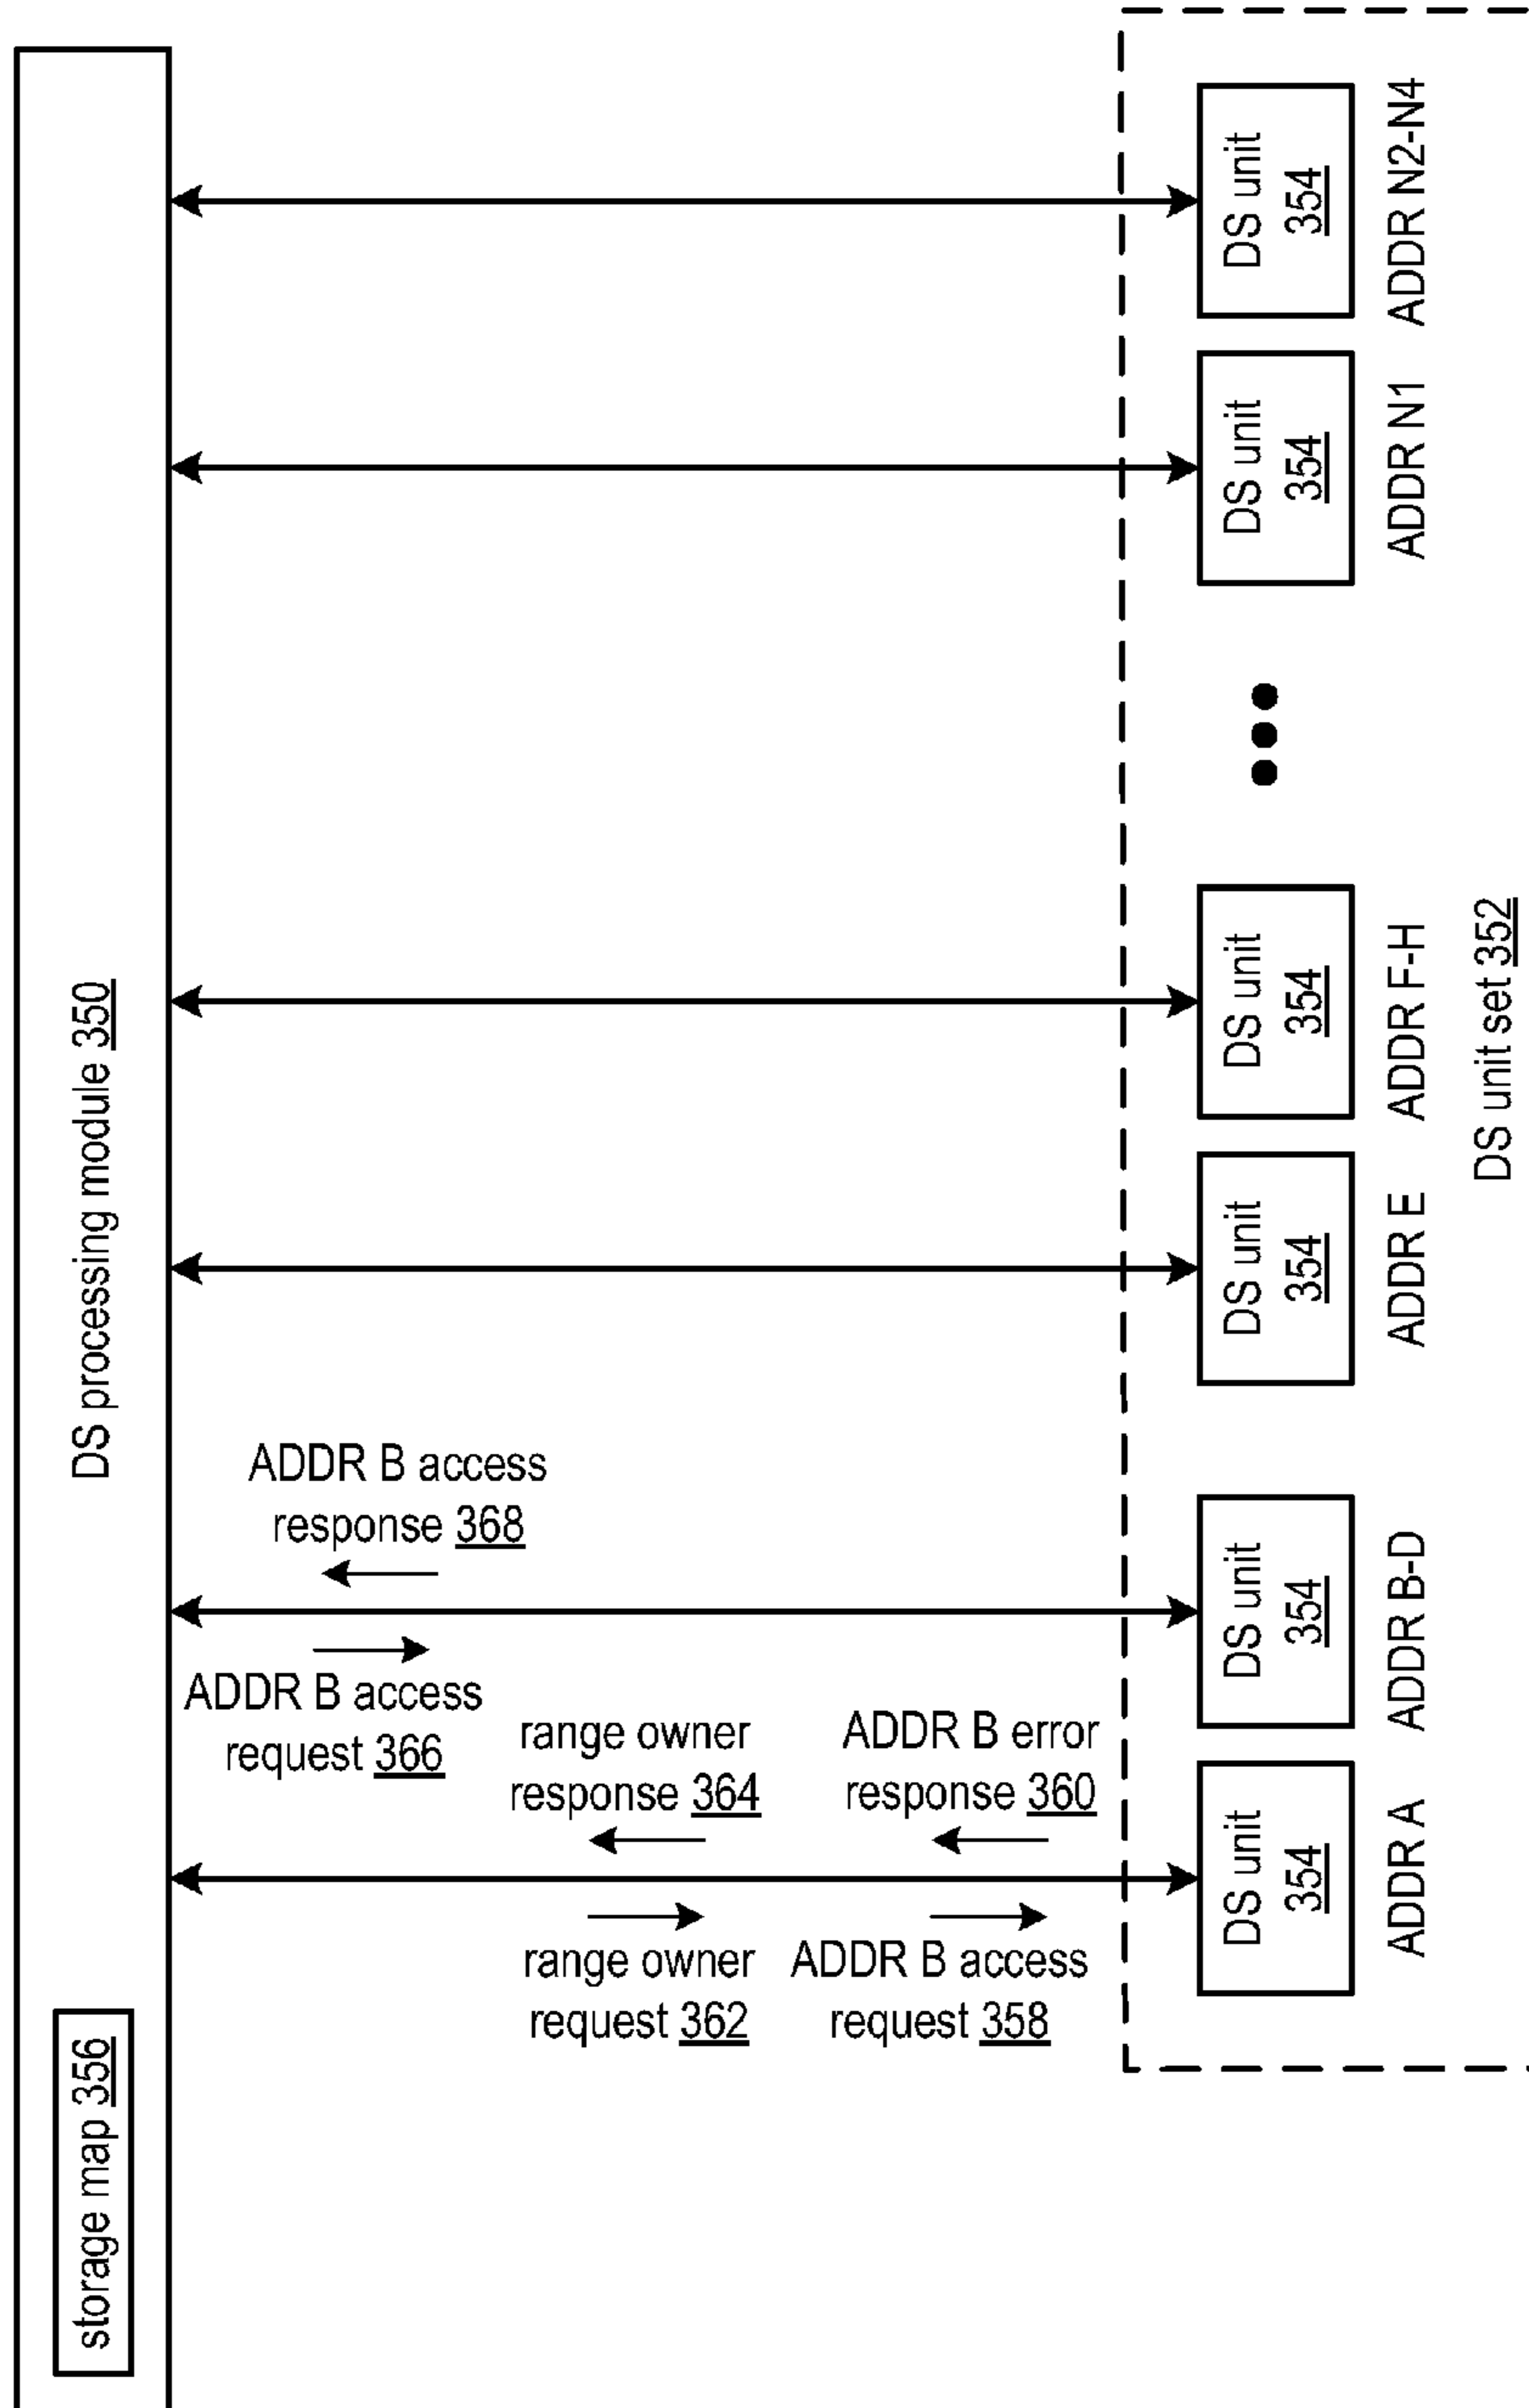 DS processing module 350
storage map 356
ADDR B access
response 368
ADDR B access
request 366
range owner
response 364
ADDR B error
response 360
range owner
request 362
ADDR B access
request 358
DS unit
354
ADDR A
DS unit
354
ADDR B-D
DS unit
354
ADDR E
DS unit
354
ADDR F-H
DS unit
354
ADDR N1
DS unit
354
ADDR N2-N4
DS unit set 352